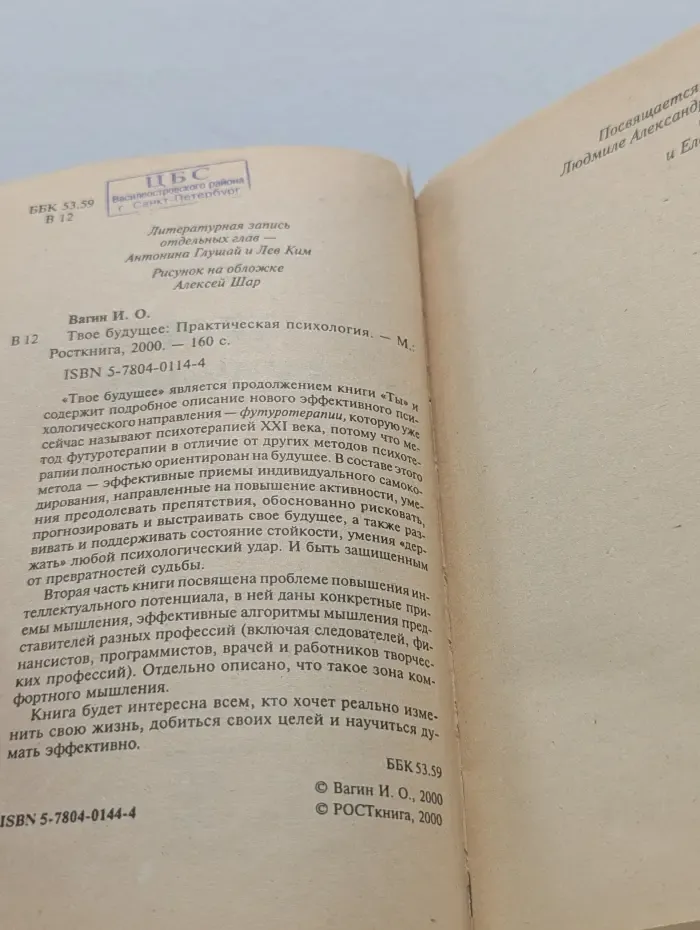 ЦБС
Василеостровского района
г. Санкт-Петербург
ББК 53.59
В 12
Литературная запись
отдельных глав —
Антонина Глушай и Лев Ким
Рисунок на обложке
Алексей Шар
Вагин И. О.
В 12 Твое будущее: Практическая психология. — М.:
Росткнига, 2000. — 160 с.
ISBN 5-7804-0114-4
«Твое будущее» является продолжением книги «Ты» и
содержит подробное описание нового эффективного пси-
хологического направления — футуротерапии, которую уже
сейчас называют психотерапией XXI века, потому что ме-
тод футуротерапии в отличие от других методов психоте-
рапии полностью ориентирован на будущее. В составе этого
метода — эффективные приемы индивидуального самоко-
дирования, направленные на повышение активности, уме-
ния преодолевать препятствия, обоснованно рисковать,
прогнозировать и выстраивать свое будущее, а также раз-
вивать и поддерживать состояние стойкости, умения «дер-
жать» любой психологический удар. И быть защищенным
от превратностей судьбы.
Вторая часть книги посвящена проблеме повышения ин-
теллектуального потенциала, в ней даны конкретные при-
емы мышления, эффективные алгоритмы мышления пред-
ставителей разных профессий (включая следователей, фи-
нансистов, программистов, врачей и работников творчес-
ких профессий). Отдельно описано, что такое зона ком-
фортного мышления.
Книга будет интересна всем, кто хочет реально изме-
нить свою жизнь, добиться своих целей и научиться ду-
мать эффективно.
ББК 53.59
© Вагин И. О., 2000
© РОСТкнига, 2000
ISBN 5-7804-0144-4
Посвящается
Людмиле Александр
и Ел